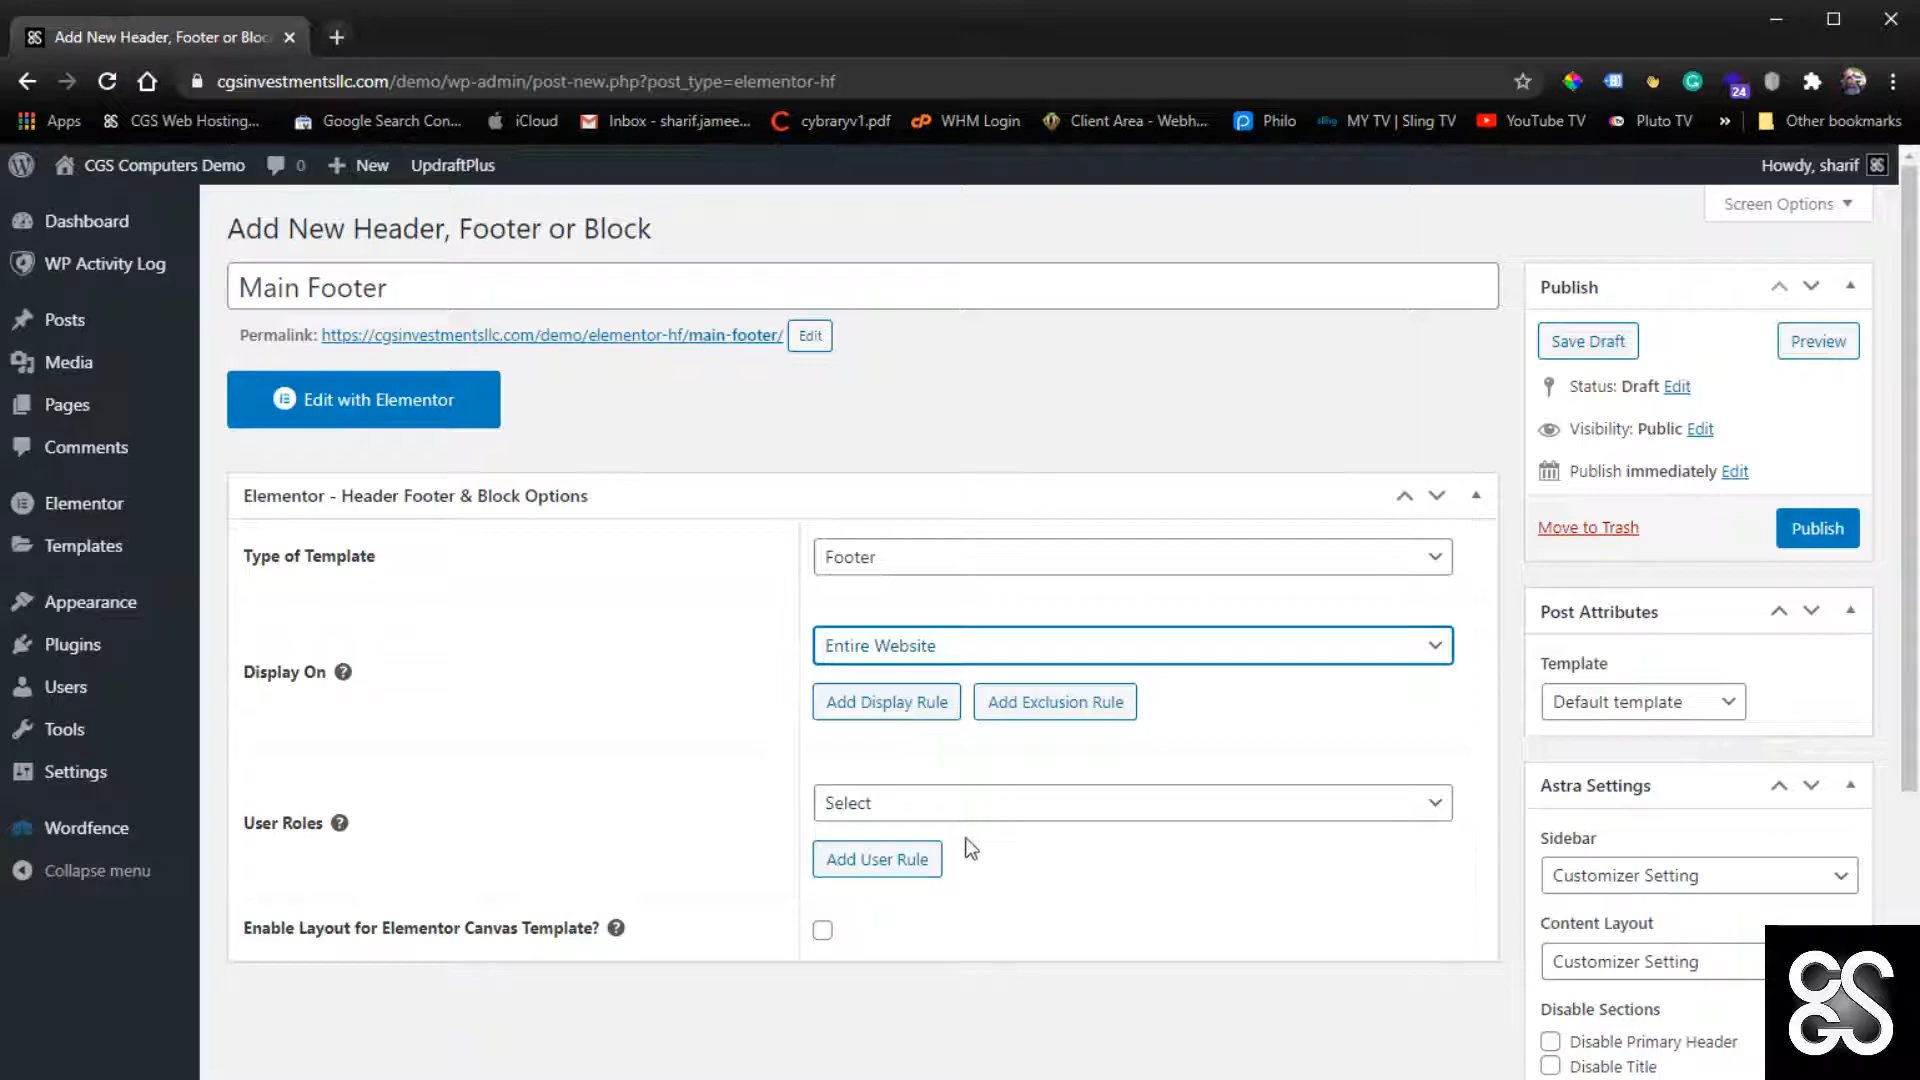 Add New Header, Footer or Bloc
cgsinvestmentsllc.com/demo/wp-admin/post-new.php?post_type=elementor-hf
24
Apps
CGS Web Hosting...
Google Search Con...
iCloud
Inbox - sharif.jamee...
cybraryv1.pdf
WHM Login
Client Area - Webh...
Philo
sling
MY TV | Sling TV
YouTube TV
Pluto TV
»
Other bookmarks
CGS Computers Demo
0
New
UpdraftPlus
Howdy, sharif
Dashboard
WP Activity Log
Posts
Media
Pages
Comments
Elementor
Templates
Appearance
Plugins
Users
Tools
Settings
Wordfence
Collapse menu
Screen Options
Add New Header, Footer or Block
Main Footer
Permalink: https://cgsinvestmentsllc.com/demo/elementor-hf/main-footer/ Edit
Edit with Elementor
Elementor - Header Footer & Block Options
Type of Template
Footer
Display On
Entire Website
Add Display Rule
Add Exclusion Rule
User Roles
Select
Add User Rule
Enable Layout for Elementor Canvas Template?
Publish
Save Draft
Preview
Status: Draft Edit
Visibility: Public Edit
Publish immediately Edit
Move to Trash
Publish
Post Attributes
Template
Default template
Astra Settings
Sidebar
Customizer Setting
Content Layout
Customizer Setting
Disable Sections
Disable Primary Header
Disable Title
CGS